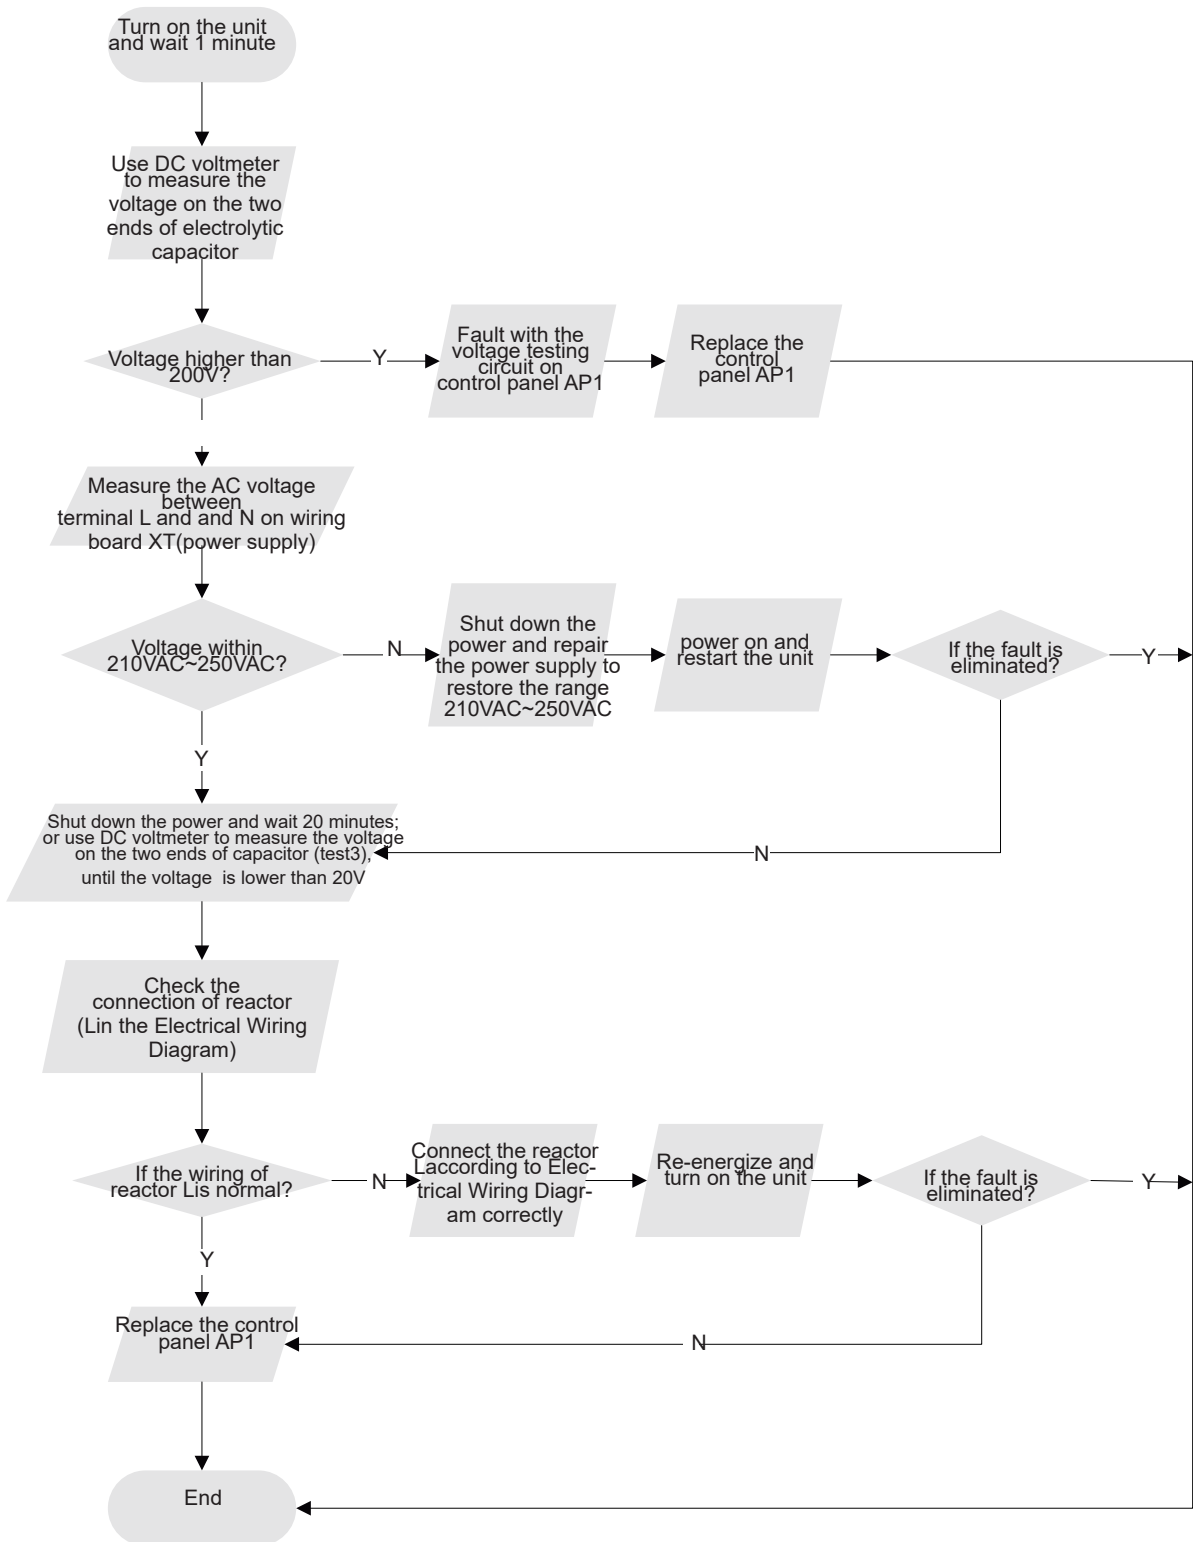 Turn on the unit
and wait 1 minute
Use DC voltmeter
to measure the
voltage on the two
ends of electrolytic
capacitor
Voltage higher than
200V?
Y
Fault with the
voltage testing
circuit on
control panel AP1
Replace the
control
panel AP1
Measure the AC voltage
between
terminal L and and N on wiring
board XT(power supply)
Voltage within
210VAC~250VAC?
N
Shut down the
power and repair
the power supply to
restore the range
210VAC~250VAC
power on and
restart the unit
If the fault is
eliminated?
Y
Y
Shut down the power and wait 20 minutes;
or use DC voltmeter to measure the voltage
on the two ends of capacitor (test3),
until the voltage is lower than 20V
N
Check the
connection of reactor
(Lin the Electrical Wiring
Diagram)
If the wiring of
reactor Lis normal?
N
Connect the reactor
Laccording to Elec-
trical Wiring Diagr-
am correctly
Re-energize and
turn on the unit
If the fault is
eliminated?
Y
Y
Replace the control
panel AP1
N
End